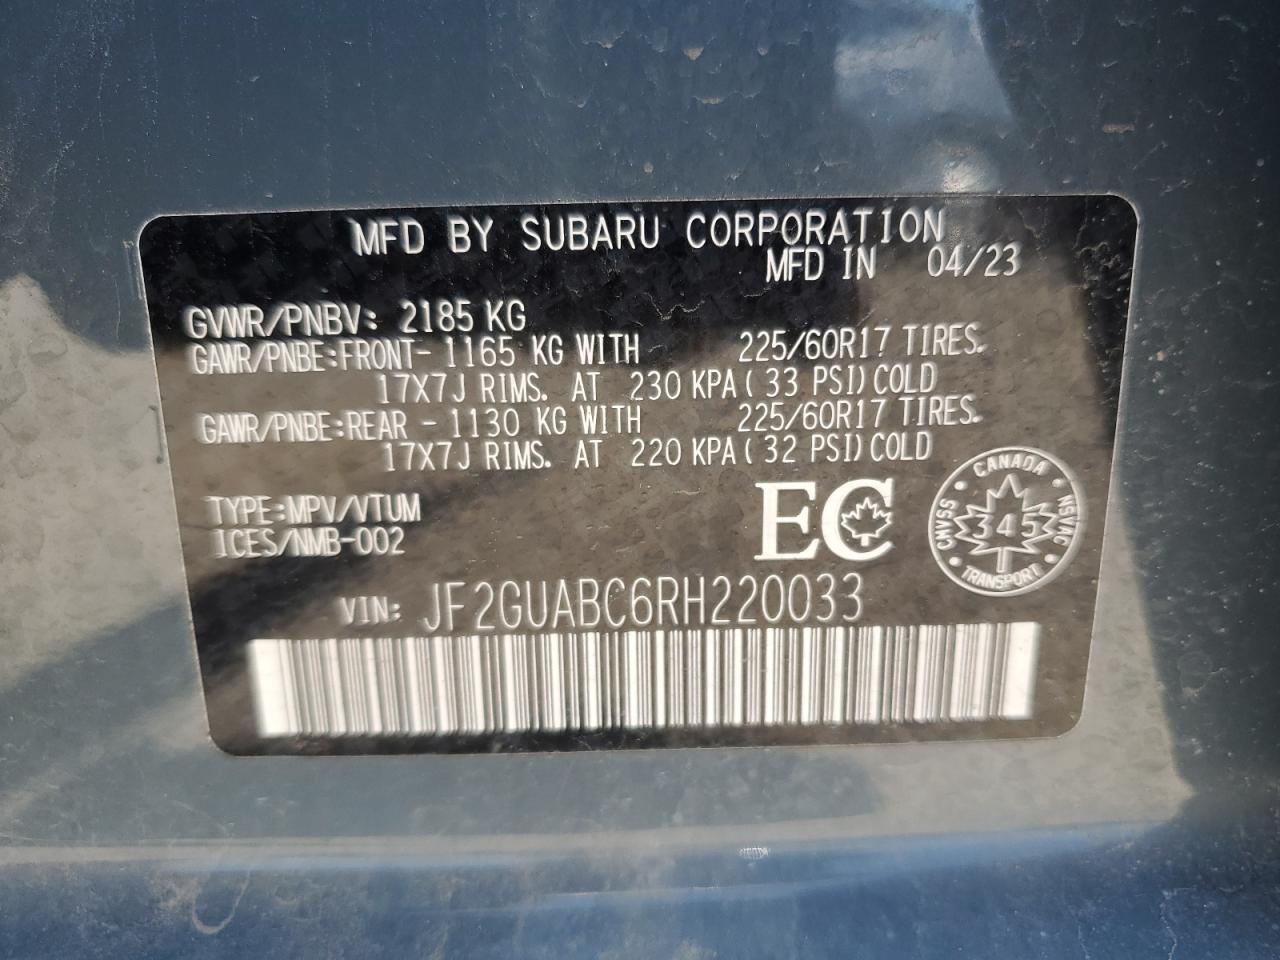 MFD BY SUBARU CORPORATION
MFD IN 04/23
GVWR/PNBV: 2185 KG
GAWR/PNBE:FRONT- 1165 KG WITH 225/60R17 TIRES.
17X7J RIMS. AT 230 KPA(33 PSI)COLD
GAWR/PNBE:REAR - 1130 KG WITH 225/60R17 TIRES.
17X7J RIMS. AT 220 KPA(32 PSI)COLD
TYPE:MPV/VTUM
ICES/NMB-002
EC
CANADA
CMVSS
345
NSVAC
TRANSPORT
VIN: JF2GUABC6RH220033